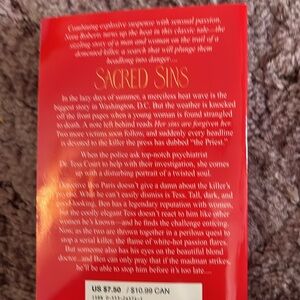 Combining explosive suspense with sensual passion,
Nora Roberts turns up the heat in this classic tale—the
sizzling story of a man and woman on the trail of a
demented killer, a search that will plunge them
headlong into danger...
SACRED SINS
In the lazy days of summer, a merciless heat wave is the
biggest story in Washington, D.C. But the weather is knocked
off the front pages when a young woman is found strangled
to death. A note left behind reads Her sins are forgiven her.
Two more victims soon follow, and suddenly every headline
is devoted to the killer the press has dubbed "the Priest."
When the police ask top-notch psychiatrist
Dr. Tess Court to help with their investigation, she comes
up with a disturbing portrait of a twisted soul.
Detective Ben Paris doesn't give a damn about the killer's
psyche. What he can't easily dismiss is Tess. Tall, dark, and
good-looking, Ben has a legendary reputation with women,
but the coolly elegant Tess doesn't react to him like other
women he's known—and he finds the challenge enticing.
Now, as the two are thrown together in a perilous quest to
stop a serial killer, the flame of white-hot passion flares.
But someone also has his eyes on the beautiful blond
doctor...and Ben can only pray that if the madman strikes,
he'll be able to stop him before it's too late...
US $7.50 / $10.99 CAN